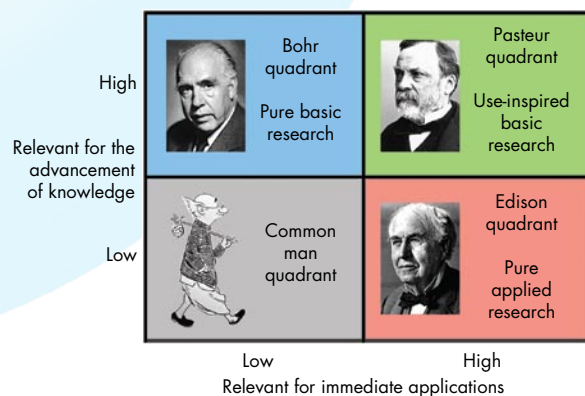 High
Relevant for the
advancement
of knowledge
Low
Bohr
quadrant
Pure basic
research
Pasteur
quadrant
Use-inspired
basic
research
Common
man
quadrant
Edison
quadrant
Pure
applied
research
Low
High
Relevant for immediate applications